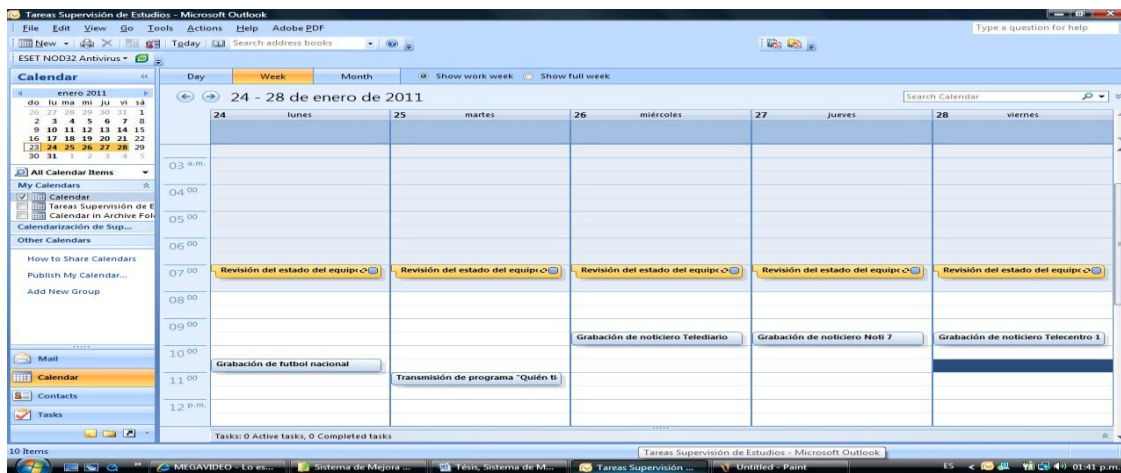 Tareas Supervisión de Estudios - Microsoft Outlook
File Edit View Go Tools Actions Help Adobe PDF
Type a question for help
New Today Search address books
ESET NOD32 Antivirus
Calendar «
Day Week Month Show work week Show full week
enero 2011
24 - 28 de enero de 2011
Search Calendar
do lu ma mi ju vi sá
26 27 28 29 30 31 1
2 3 4 5 6 7 8
9 10 11 12 13 14 15
16 17 18 19 20 21 22
23 24 25 26 27 28 29
30 31 1 2 3 4 5
24 lunes 25 martes 26 miércoles 27 jueves 28 viernes
All Calendar Items
My Calendars
Calendar
Tareas Supervisión de E
Calendar in Archive Fol
Calendarización de Sup...
Other Calendars
How to Share Calendars
Publish My Calendar...
Add New Group
03 a.m.
04 00
05 00
06 00
07 00
Revisión del estado del equip Revisión del estado del equip Revisión del estado del equip Revisión del estado del equip Revisión del estado del equip
08 00
09 00
Grabación de noticiero Telediario Grabación de noticiero Noti 7 Grabación de noticiero Telecentro 1
10 00
Grabación de futbol nacional
11 00
Transmisión de programa "Quién ti
12 p.m.
Mail
Calendar
Contacts
Tasks
Tasks: 0 Active tasks, 0 Completed tasks
10 Items
Tareas Supervisión de Estudios - Microsoft Outlook
MEGAVIDEO - Lo es... Sistema de Mejora ... Tésis, Sistema de M... Tareas Supervisión ... Untitled - Paint ES 01:41 p.m.